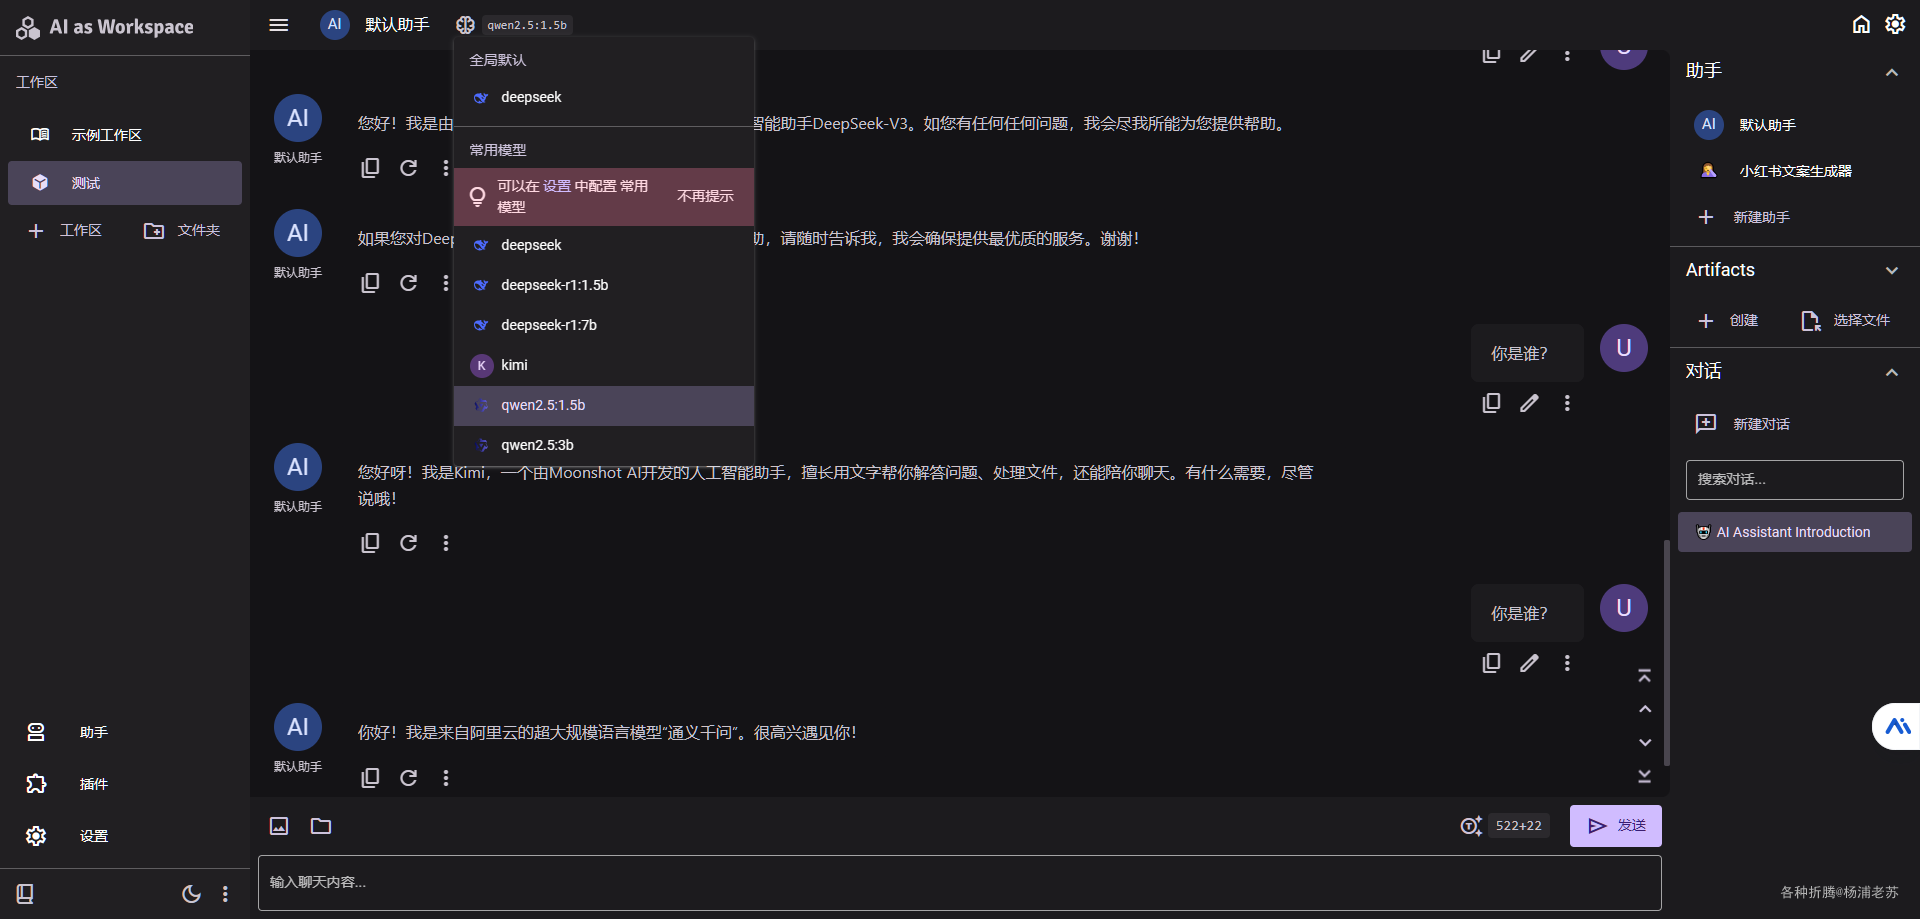 AI as Workspace
工作区
示例工作区
测试
工作区
文件夹
助手
插件
设置
AI
默认助手
qwen2.5:1.5b
全局默认
deepseek
常用模型
可以在 设置 中配置 常用
模型
不再提示
deepseek
deepseek-r1:1.5b
deepseek-r1:7b
K
kimi
qwen2.5:1.5b
qwen2.5:3b
AI
默认助手
您好！我是由
智能助手DeepSeek-V3。如您有任何任何问题，我会尽我所能为您提供帮助。
AI
默认助手
如果您对Deep
助，请随时告诉我，我会确保提供最优质的服务。谢谢！
你是谁？
U
AI
默认助手
您好呀！我是Kimi，一个由Moonshot AI开发的人工智能助手，擅长用文字帮你解答问题、处理文件，还能陪你聊天。有什么需要，尽管
说哦！
你是谁？
U
AI
默认助手
你好！我是来自阿里云的超大规模语言模型“通义千问”。很高兴遇见你！
522+22
发送
输入聊天内容...
助手
AI
默认助手
小红书文案生成器
新建助手
Artifacts
创建
选择文件
对话
新建对话
搜索对话...
AI Assistant Introduction
各种折腾@杨浦老苏